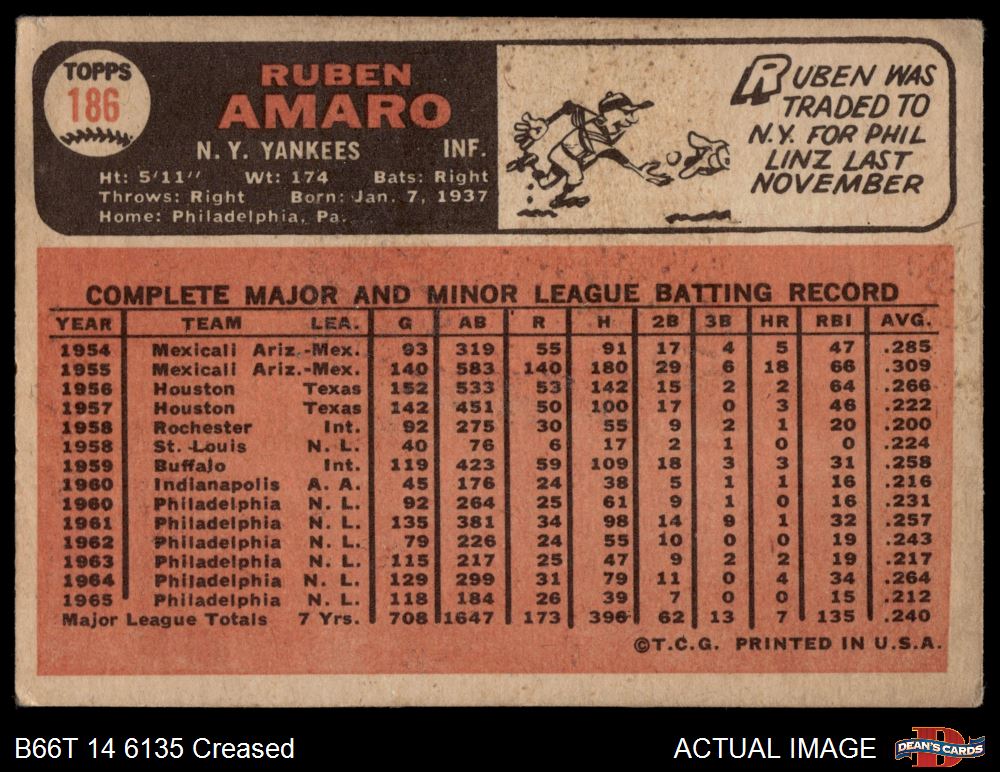 TOPPS
186
RUBEN
AMARO
N. Y. YANKEES INF.
Ht: 5'11" Wt: 174 Bats: Right
Throws: Right Born: Jan. 7, 1937
Home: Philadelphia, Pa.
RUBEN WAS
TRADED TO
N.Y. FOR PHIL
LINZ LAST
NOVEMBER
COMPLETE MAJOR AND MINOR LEAGUE BATTING RECORD
YEAR TEAM LEA. G AB R H 2B 3B HR RBI AVG.
1954 Mexicali Ariz.-Mex. 93 319 55 91 17 4 5 47 .285
1955 Mexicali Ariz.-Mex. 140 583 140 180 29 6 18 66 .309
1956 Houston Texas 152 533 53 142 15 2 2 64 .266
1957 Houston Texas 142 451 50 100 17 0 3 46 .222
1958 Rochester Int. 92 275 30 55 9 2 1 20 .200
1958 St. Louis N. L. 40 76 6 17 2 1 0 0 .224
1959 Buffalo Int. 119 423 59 109 18 3 3 31 .258
1960 Indianapolis A. A. 45 176 24 38 5 1 1 16 .216
1960 Philadelphia N. L. 92 264 25 61 9 1 0 16 .231
1961 Philadelphia N. L. 135 381 34 98 14 9 1 32 .257
1962 Philadelphia N. L. 79 226 24 55 10 0 0 19 .243
1963 Philadelphia N. L. 115 217 25 47 9 2 2 19 .217
1964 Philadelphia N. L. 129 299 31 79 11 0 4 34 .264
1965 Philadelphia N. L. 118 184 26 39 7 0 0 15 .212
Major League Totals 7 Yrs. 708 1647 173 396 62 13 7 135 .240
©T.C.G. PRINTED IN U.S.A.
B66T 14 6135 Creased ACTUAL IMAGE DEAN'S CARDS